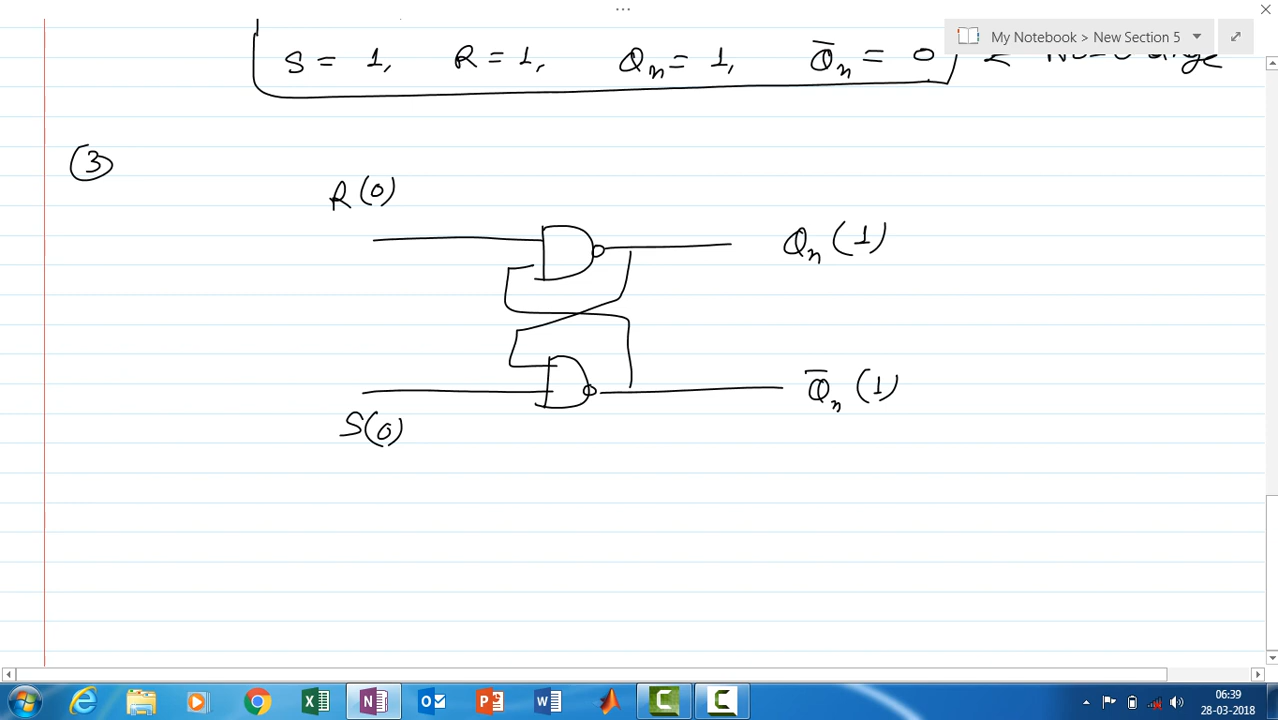 ...
My Notebook > New Section 5
S = 1, R = 1, Qn = 1, Q̅n = 0
(3)
R(0)
Qn (1)
Q̅n (1)
S(0)
06:39
28-03-2018